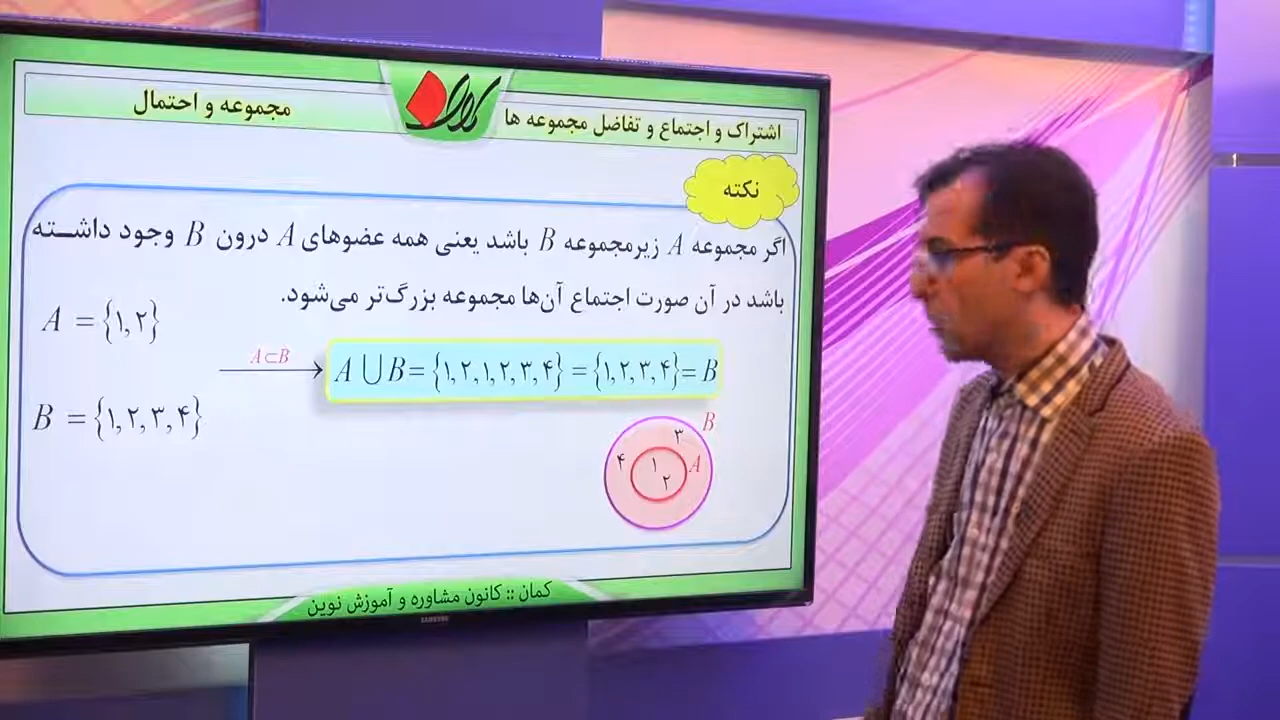 اشتراک و اجتماع و تفاضل مجموعه ها
مجموعه و احتمال
نکته
اگر مجموعه A زیرمجموعه B باشد یعنی همه عضوهای A درون B وجود داشته
باشد در آن صورت اجتماع آن‌ها مجموعه بزرگ‌تر می‌شود.
A = {۱,۲}
A ⊂ B
A ∪ B = {۱,۲,۱,۲,۳,۴} = {۱,۲,۳,۴} = B
B = {۱,۲,۳,۴}
B
۳
۴
۱
A
۲
کمان :: کانون مشاوره و آموزش نوین
SAMSUNG